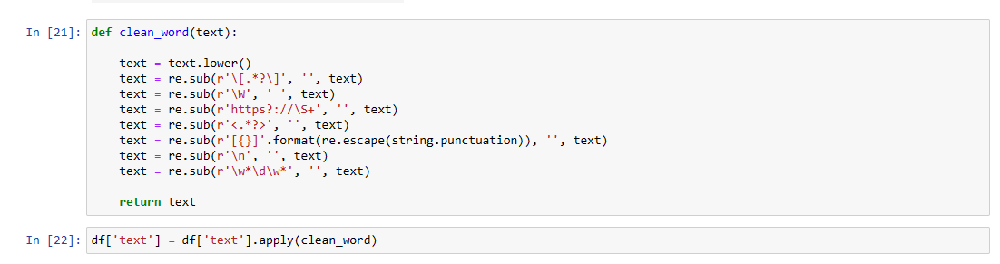 In [21]: def clean_word(text):
text = text.lower()
text = re.sub(r'\[.*?\]', '', text)
text = re.sub(r'\W', ' ', text)
text = re.sub(r'https?://\S+', '', text)
text = re.sub(r'<.*?>', '', text)
text = re.sub(r'[{}]'.format(re.escape(string.punctuation)), '', text)
text = re.sub(r'\n', '', text)
text = re.sub(r'\w*\d\w*', '', text)
return text
In [22]: df['text'] = df['text'].apply(clean_word)